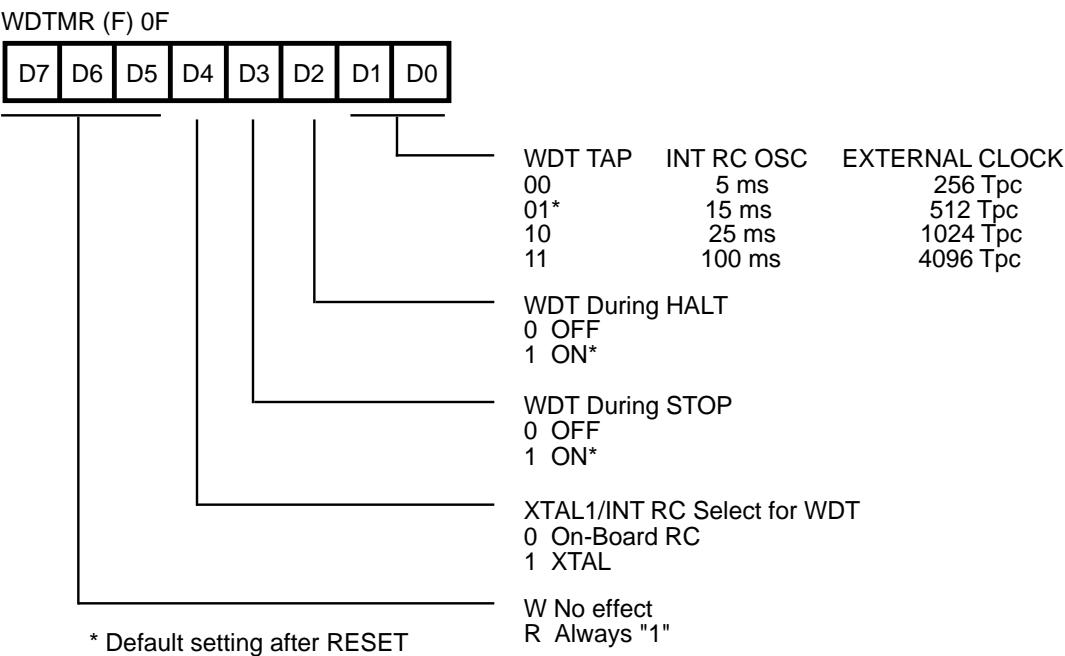 WDTMR (F) 0F
D7 D6 D5 D4 D3 D2 D1 D0
WDT TAP INT RC OSC EXTERNAL CLOCK
00 5 ms 256 Tpc
01* 15 ms 512 Tpc
10 25 ms 1024 Tpc
11 100 ms 4096 Tpc
WDT During HALT
0 OFF
1 ON*
WDT During STOP
0 OFF
1 ON*
XTAL1/INT RC Select for WDT
0 On-Board RC
1 XTAL
W No effect
R Always "1"
* Default setting after RESET